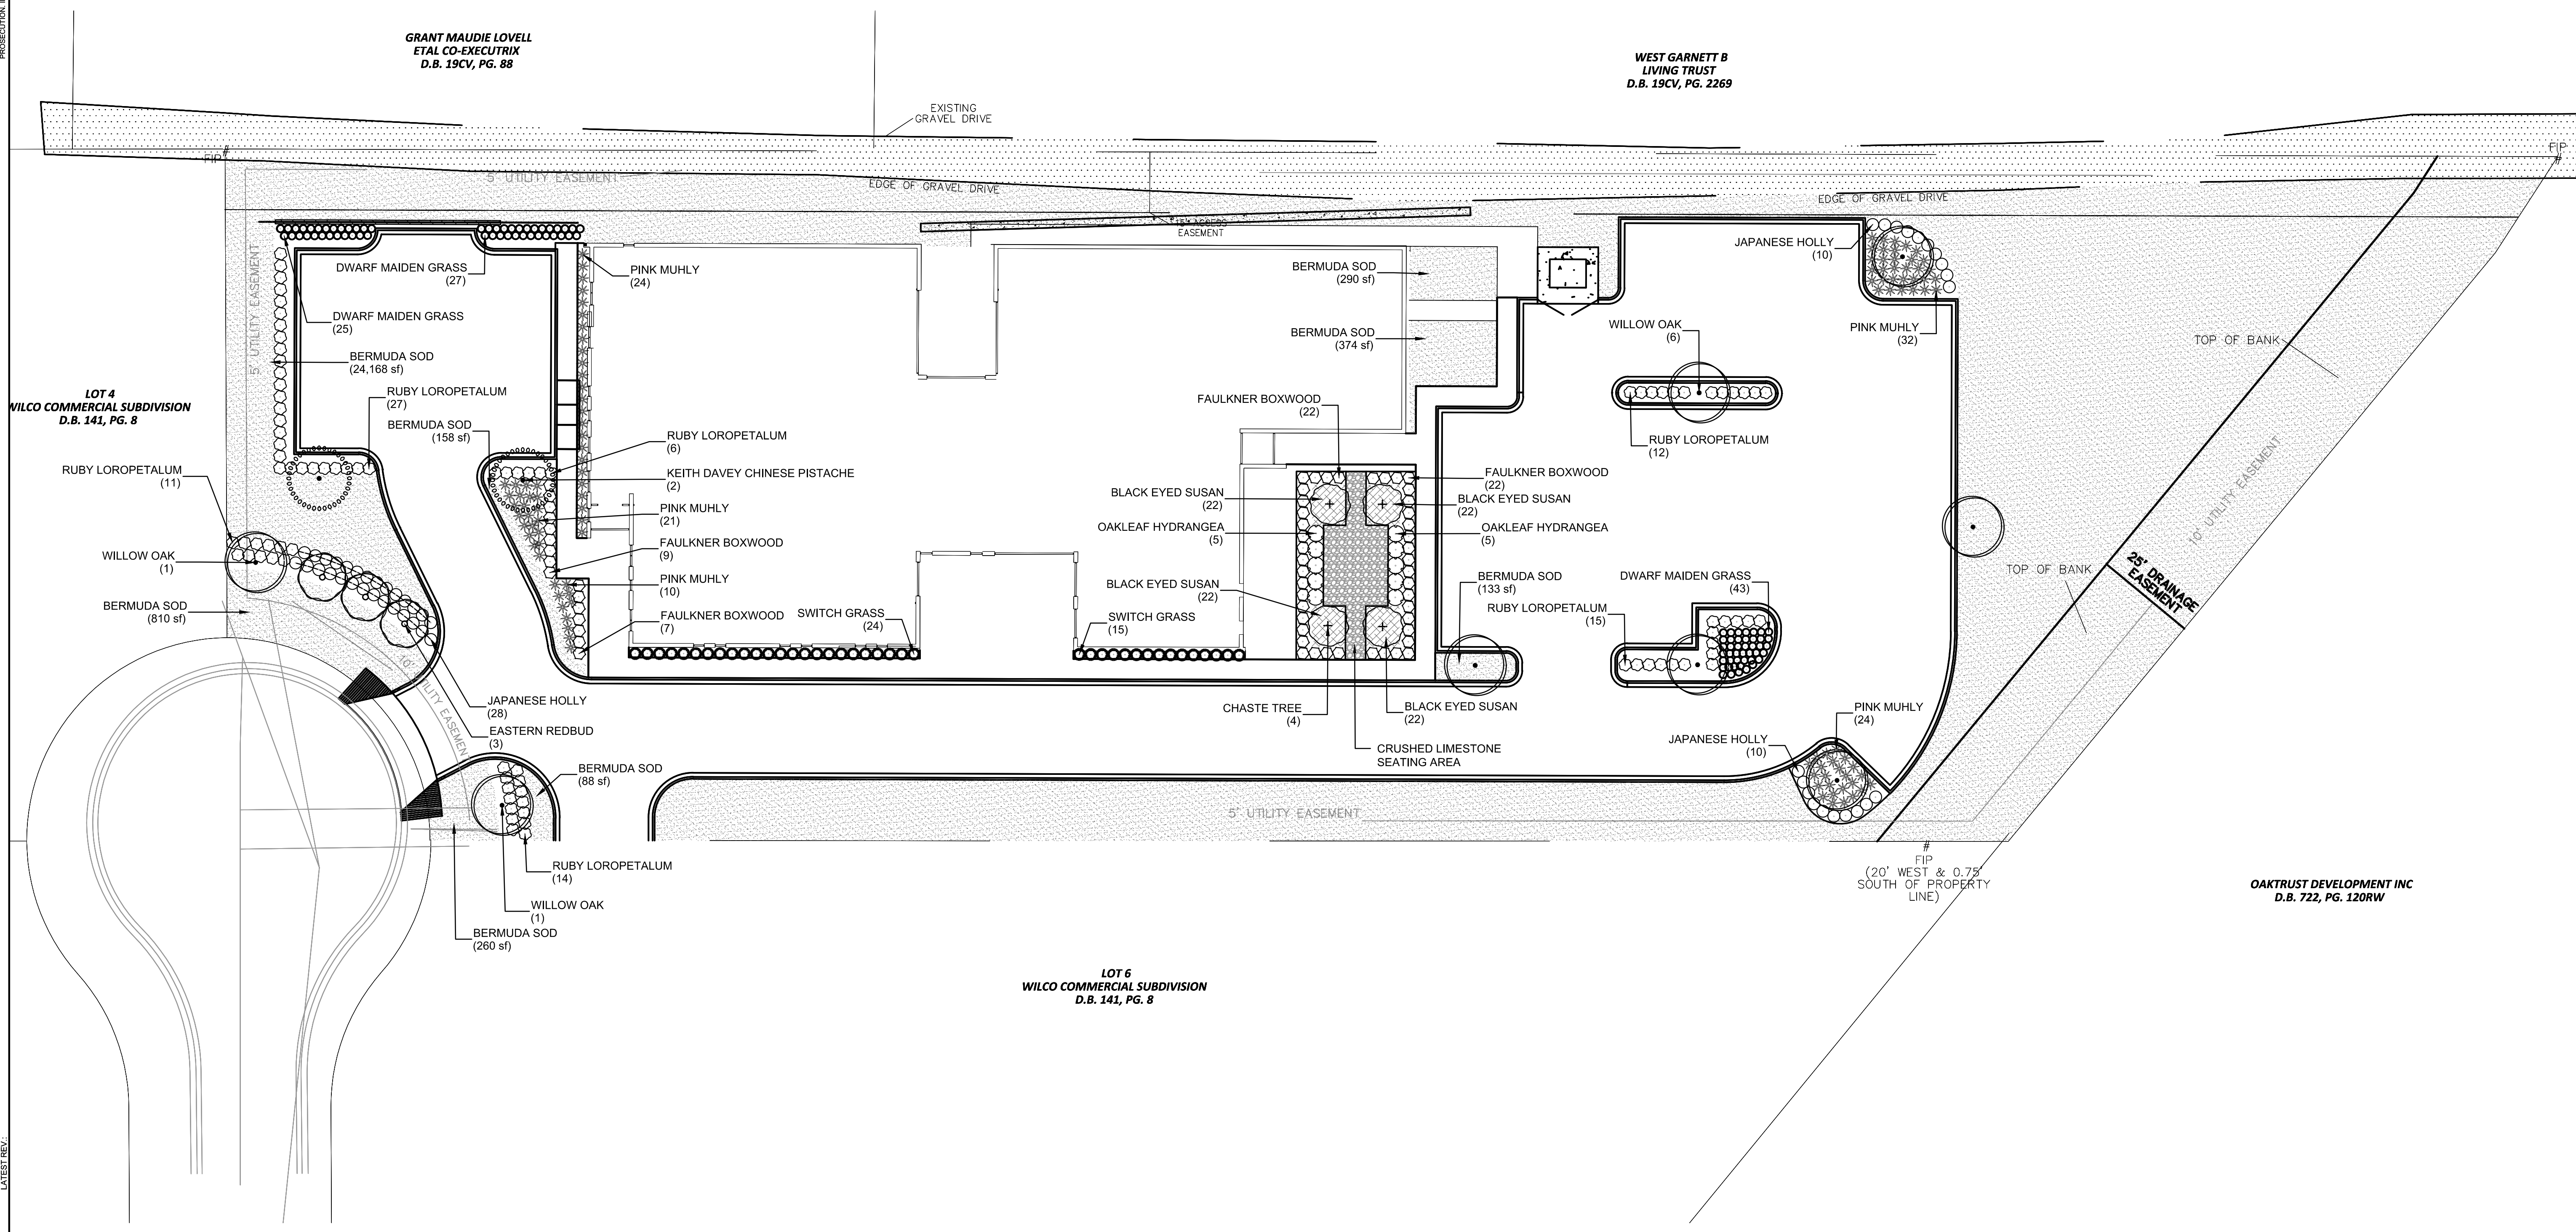 PROSECUTION.
GRANT MAUDIE LOVELL
ETAL CO-EXECUTRIX
D.B. 19CV, PG. 88
WEST GARNETT B
LIVING TRUST
D.B. 19CV, PG. 2269
EXISTING
GRAVEL DRIVE
FIP
#
FIP
#
5' UTILITY EASEMENT
EDGE OF GRAVEL DRIVE
EDGE OF GRAVEL DRIVE
15' ACCESS
EASEMENT
5' UTILITY EASEMENT
DWARF MAIDEN GRASS
(27)
PINK MUHLY
(24)
DWARF MAIDEN GRASS
(25)
BERMUDA SOD
(24,168 sf)
RUBY LOROPETALUM
(27)
BERMUDA SOD
(158 sf)
LOT 4
WILCO COMMERCIAL SUBDIVISION
D.B. 141, PG. 8
RUBY LOROPETALUM
(11)
WILLOW OAK
(1)
BERMUDA SOD
(810 sf)
RUBY LOROPETALUM
(6)
KEITH DAVEY CHINESE PISTACHE
(2)
PINK MUHLY
(21)
FAULKNER BOXWOOD
(9)
PINK MUHLY
(10)
FAULKNER BOXWOOD
(7)
SWITCH GRASS
(24)
SWITCH GRASS
(15)
BERMUDA SOD
(290 sf)
BERMUDA SOD
(374 sf)
FAULKNER BOXWOOD
(22)
FAULKNER BOXWOOD
(22)
BLACK EYED SUSAN
(22)
BLACK EYED SUSAN
(22)
OAKLEAF HYDRANGEA
(5)
OAKLEAF HYDRANGEA
(5)
BLACK EYED SUSAN
(22)
BLACK EYED SUSAN
(22)
CHASTE TREE
(4)
CRUSHED LIMESTONE
SEATING AREA
JAPANESE HOLLY
(10)
PINK MUHLY
(32)
WILLOW OAK
(6)
RUBY LOROPETALUM
(12)
BERMUDA SOD
(133 sf)
DWARF MAIDEN GRASS
(43)
RUBY LOROPETALUM
(15)
PINK MUHLY
(24)
JAPANESE HOLLY
(10)
TOP OF BANK
TOP OF BANK
10' UTILITY EASEMENT
25' DRAINAGE
EASEMENT
10' UTILITY EASEMENT
JAPANESE HOLLY
(28)
EASTERN REDBUD
(3)
BERMUDA SOD
(88 sf)
RUBY LOROPETALUM
(14)
WILLOW OAK
(1)
BERMUDA SOD
(260 sf)
5' UTILITY EASEMENT
#
FIP
(20' WEST & 0.75'
SOUTH OF PROPERTY
LINE)
OAKTRUST DEVELOPMENT INC
D.B. 722, PG. 120RW
LOT 6
WILCO COMMERCIAL SUBDIVISION
D.B. 141, PG. 8
LATEST REV.: